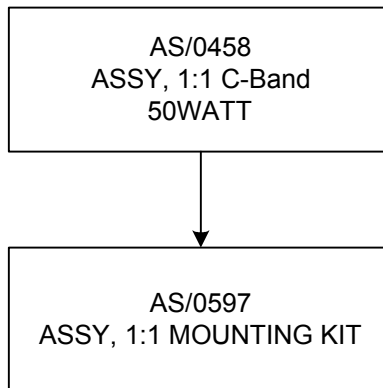 AS/0458
ASSY, 1:1 C-Band
50WATT
AS/0597
ASSY, 1:1 MOUNTING KIT